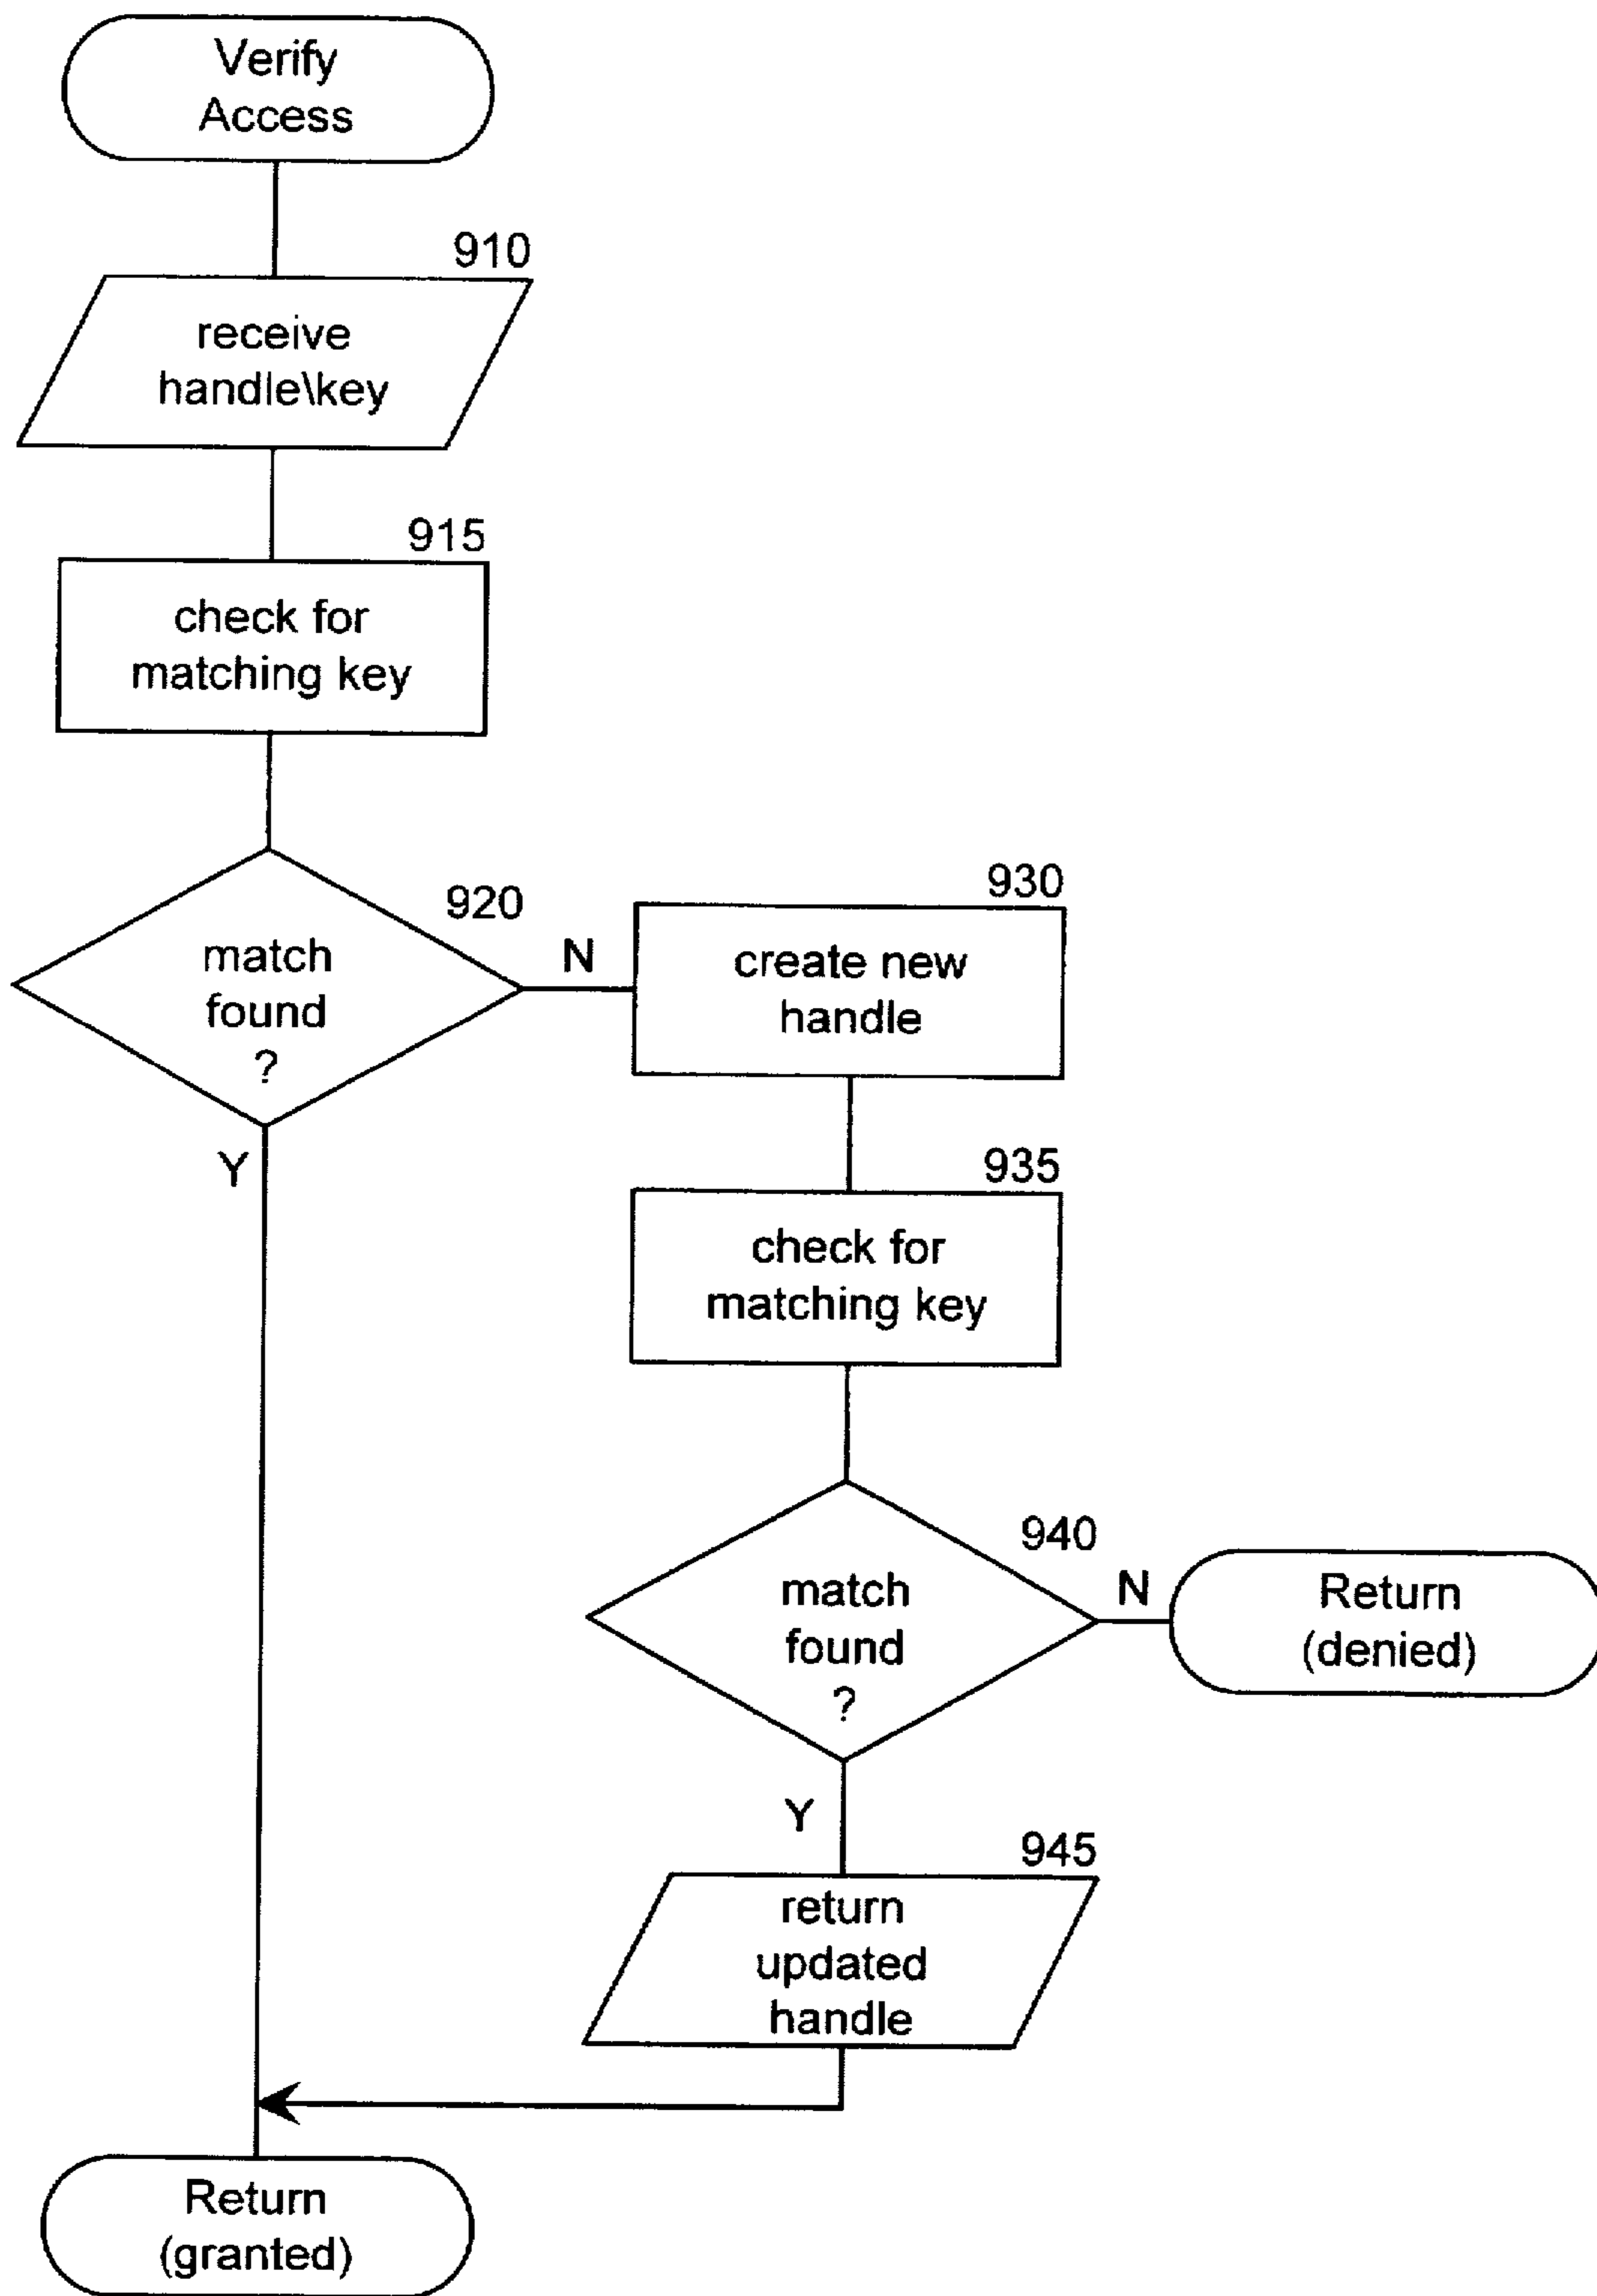 Verify
Access
910
receive
handle\key
915
check for
matching key
920
match
found
?
N
Y
930
create new
handle
935
check for
matching key
940
match
found
?
N
Return
(denied)
Y
945
return
updated
handle
Return
(granted)